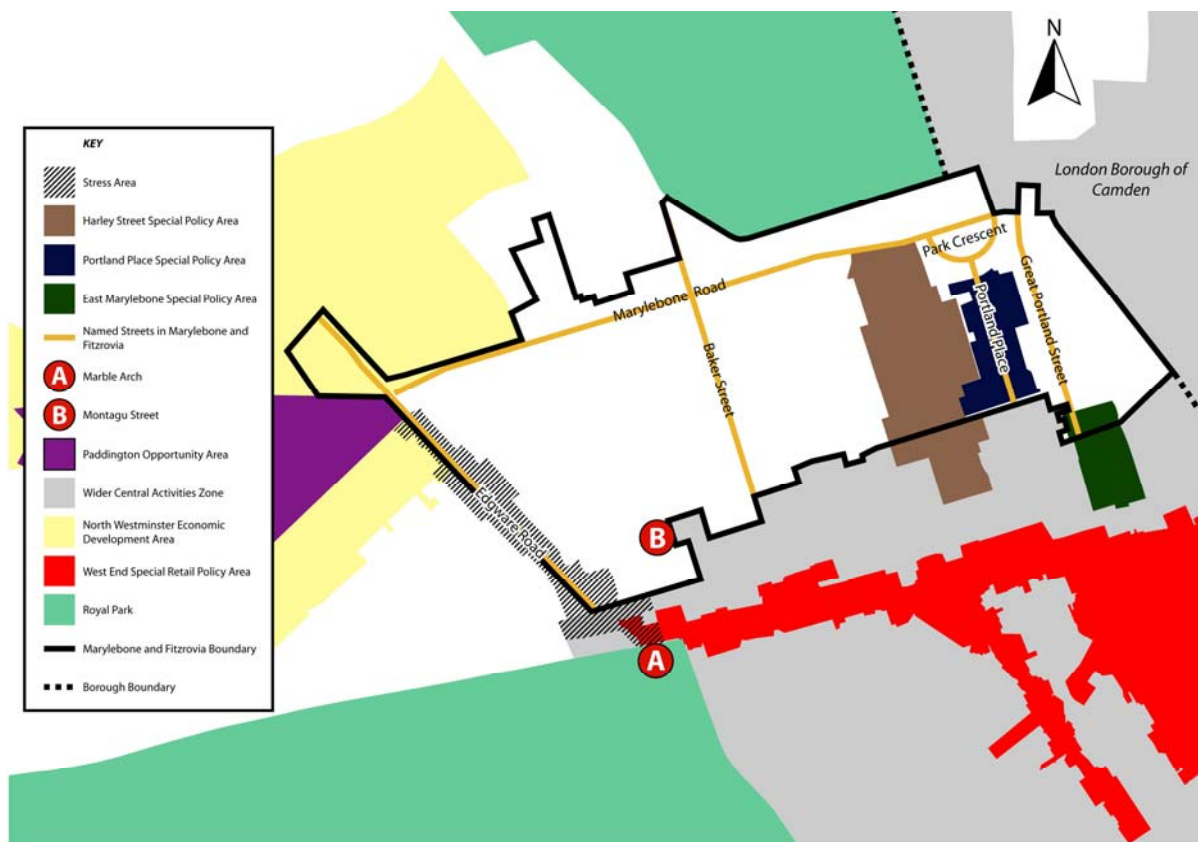 KEY
Stress Area
Harley Street Special Policy Area
Portland Place Special Policy Area
East Marylebone Special Policy Area
Named Streets in Marylebone and
Fitzrovia
A
Marble Arch
B
Montagu Street
Paddington Opportunity Area
Wider Central Activities Zone
North Westminster Economic
Development Area
West End Special Retail Policy Area
Royal Park
Marylebone and Fitzrovia Boundary
Borough Boundary
N
London Borough of
Camden
Park Crescent
Marylebone Road
Portland Place
Great Portland Street
Baker Street
Edgware Road
B
A